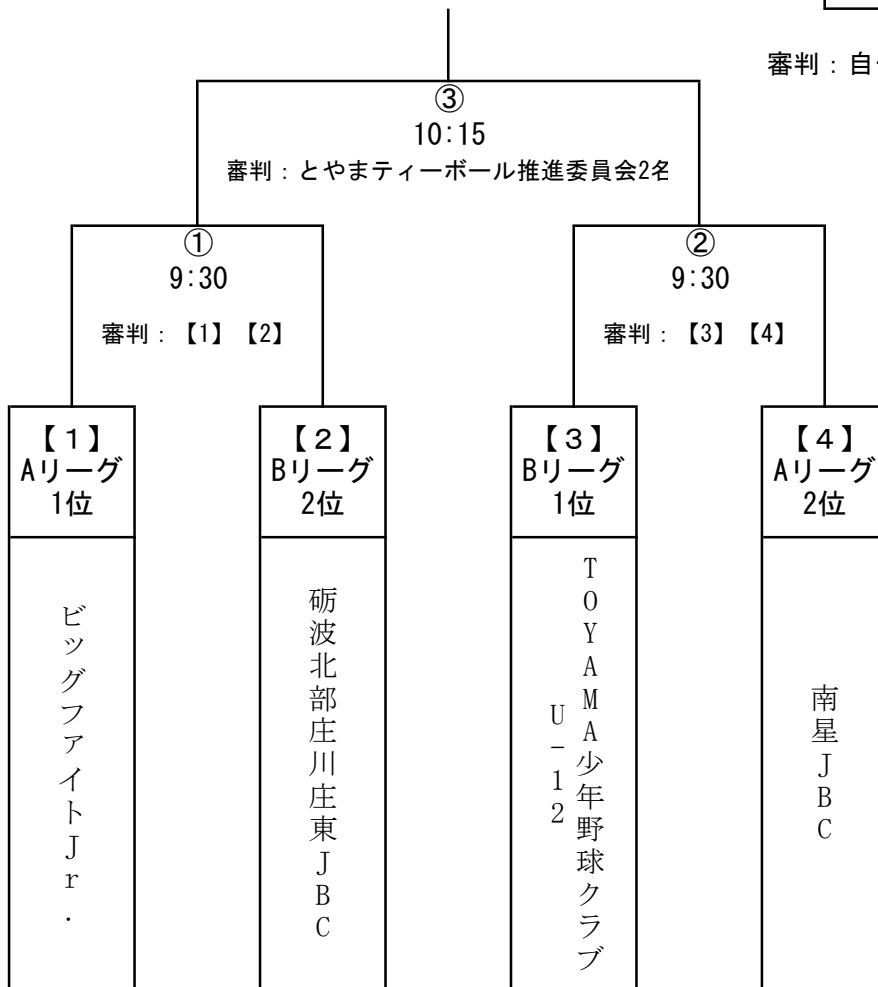 審判：自
③
10:15
審判：とやまティーボール推進委員会2名
①
9:30
審判：【1】【2】
②
9:30
審判：【3】【4】
【1】
Aリーグ
1位
【2】
Bリーグ
2位
【3】
Bリーグ
1位
【4】
Aリーグ
2位
ビッグファイトJr.
砺波北部庄川庄東JBC
TOYAMA少年野球クラブ
U-12
南星JBC